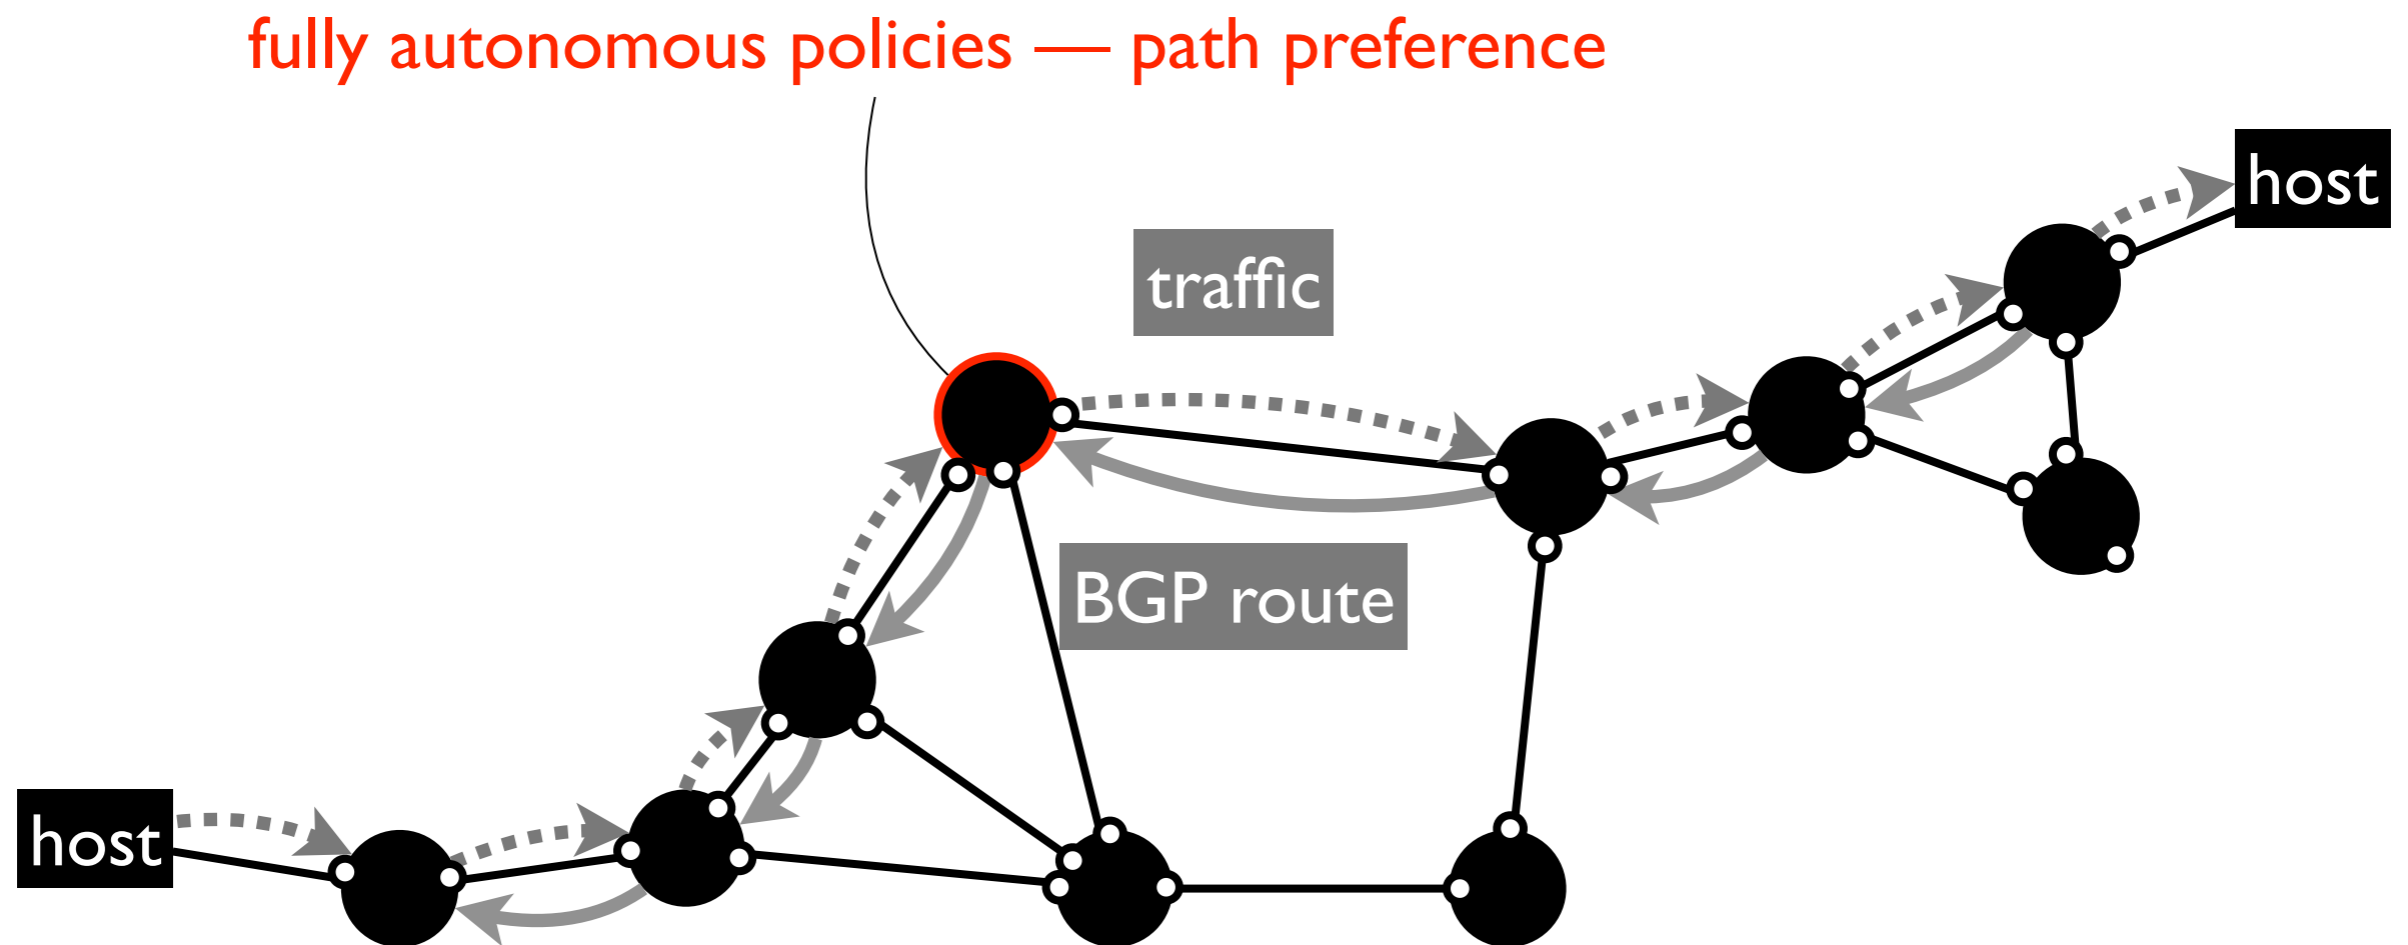 fully autonomous policies — path preference
host
traffic
BGP route
host